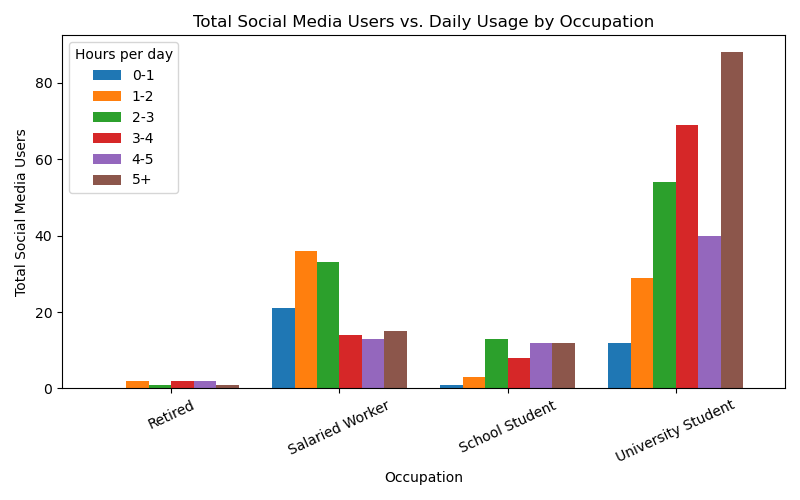 Total Social Media Users vs. Daily Usage by Occupation
Hours per day
0-1
1-2
2-3
3-4
4-5
5+
Total Social Media Users
80
60
40
20
0
Retired
Salaried Worker
School Student
University Student
Occupation